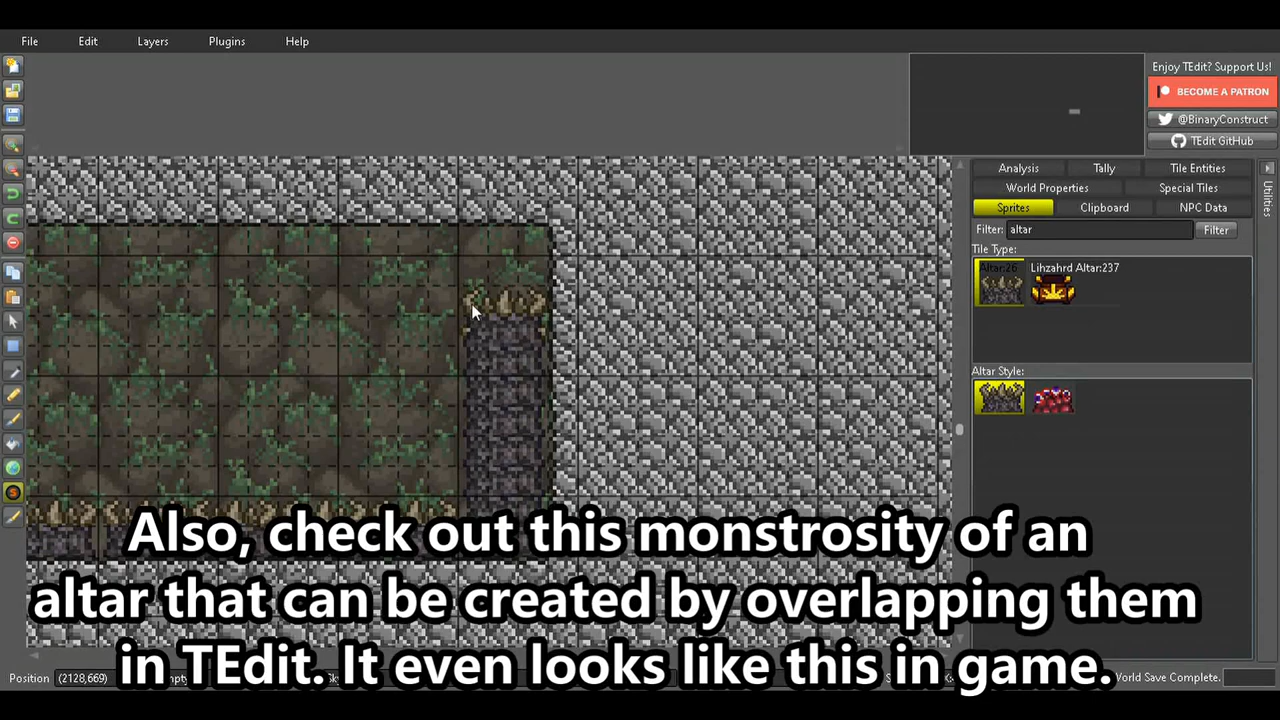 File Edit Layers Plugins Help
Enjoy TEdit? Support Us!
BECOME A PATRON
@BinaryConstruct
TEdit GitHub
Analysis Tally Tile Entities
World Properties Special Tiles
Sprites Clipboard NPC Data
Filter: altar Filter
Tile Type:
Altar:26 Lihzahrd Altar:237
Altar Style:
Utilities
Also, check out this monstrosity of an
altar that can be created by overlapping them
in TEdit. It even looks like this in game.
Position (2128,669) World Save Complete.